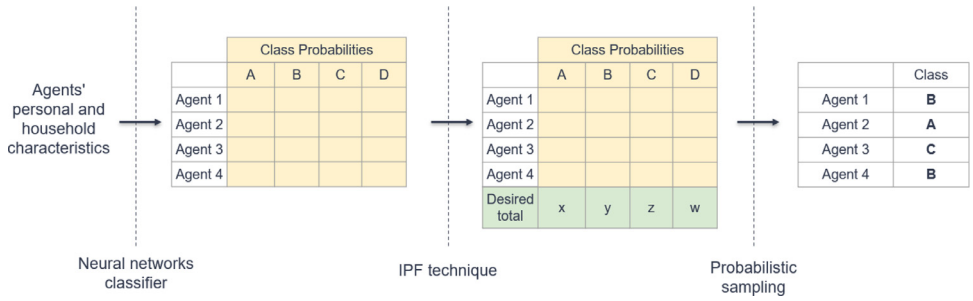 Agents'
personal and
household
characteristics
Class Probabilities
A B C D
Agent 1
Agent 2
Agent 3
Agent 4
Class Probabilities
A B C D
Agent 1
Agent 2
Agent 3
Agent 4
Desired
total
x y z w
Class
Agent 1 B
Agent 2 A
Agent 3 C
Agent 4 B
Neural networks
classifier
IPF technique
Probabilistic
sampling